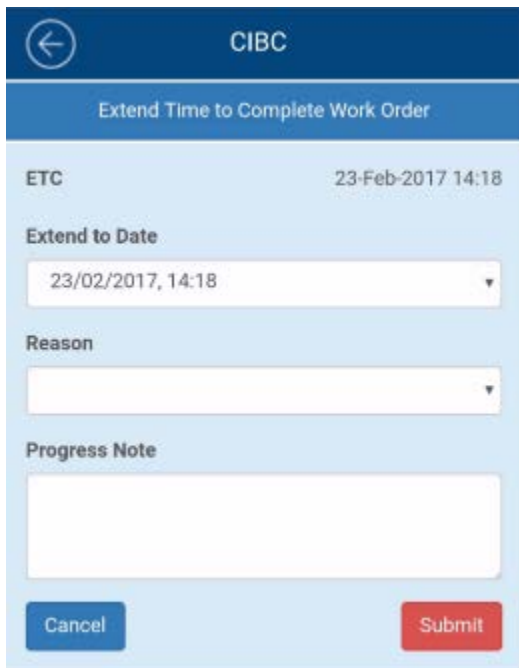 CIBC
Extend Time to Complete Work Order
ETC 23-Feb-2017 14:18
Extend to Date
23/02/2017, 14:18
Reason
Progress Note
Cancel Submit